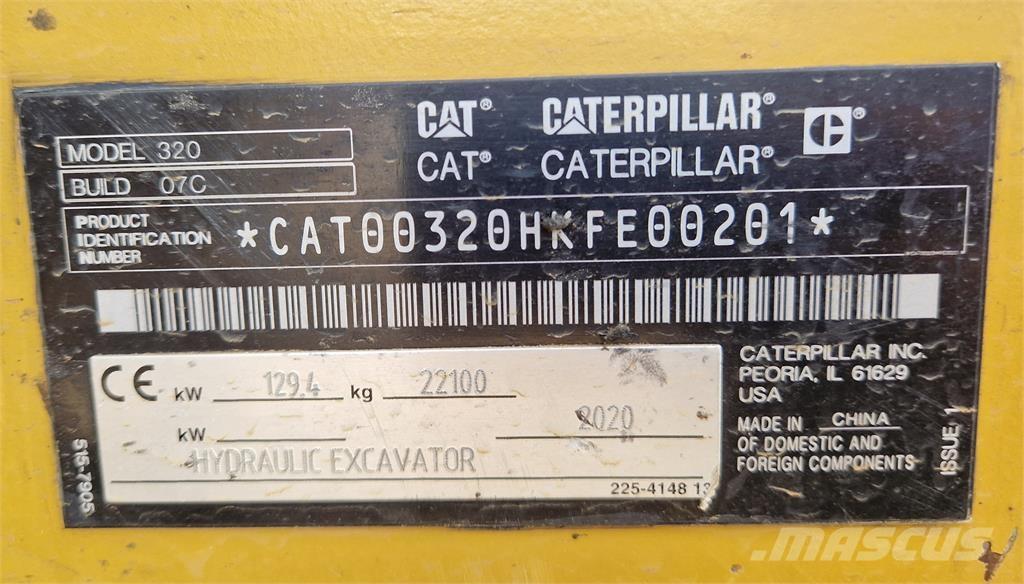 CAT® CATERPILLAR® C®
CAT® CATERPILLAR®
MODEL 320
BUILD 07C
PRODUCT IDENTIFICATION NUMBER
*CAT00320HKFE00201*
CE kW 129.4 kg 22100
kW 2020
HYDRAULIC EXCAVATOR
225-4148 13
CATERPILLAR INC.
PEORIA, IL 61629
USA
MADE IN CHINA
OF DOMESTIC AND
FOREIGN COMPONENTS
ISSUE 1
515-7905
MASCUS